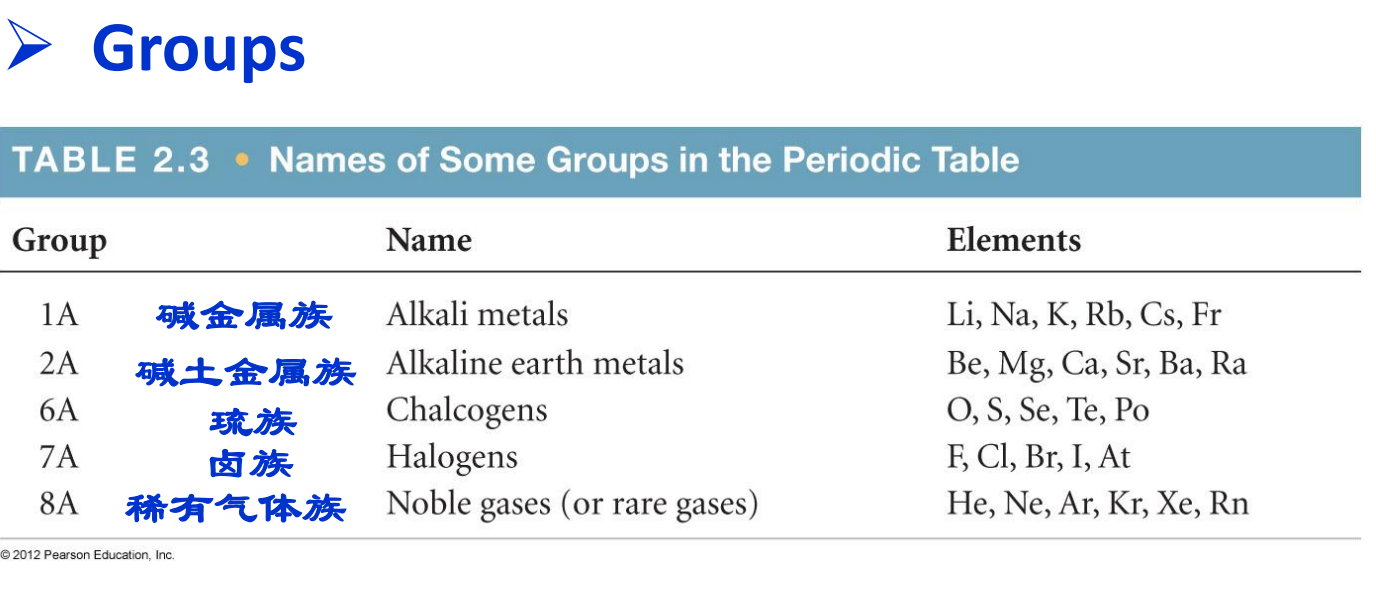 Groups
TABLE 2.3 • Names of Some Groups in the Periodic Table
Group Name Elements
1A 碱金属族 Alkali metals Li, Na, K, Rb, Cs, Fr
2A 碱土金属族 Alkaline earth metals Be, Mg, Ca, Sr, Ba, Ra
6A 琉族 Chalcogens O, S, Se, Te, Po
7A 卤族 Halogens F, Cl, Br, I, At
8A 稀有气体族 Noble gases (or rare gases) He, Ne, Ar, Kr, Xe, Rn
© 2012 Pearson Education, Inc.